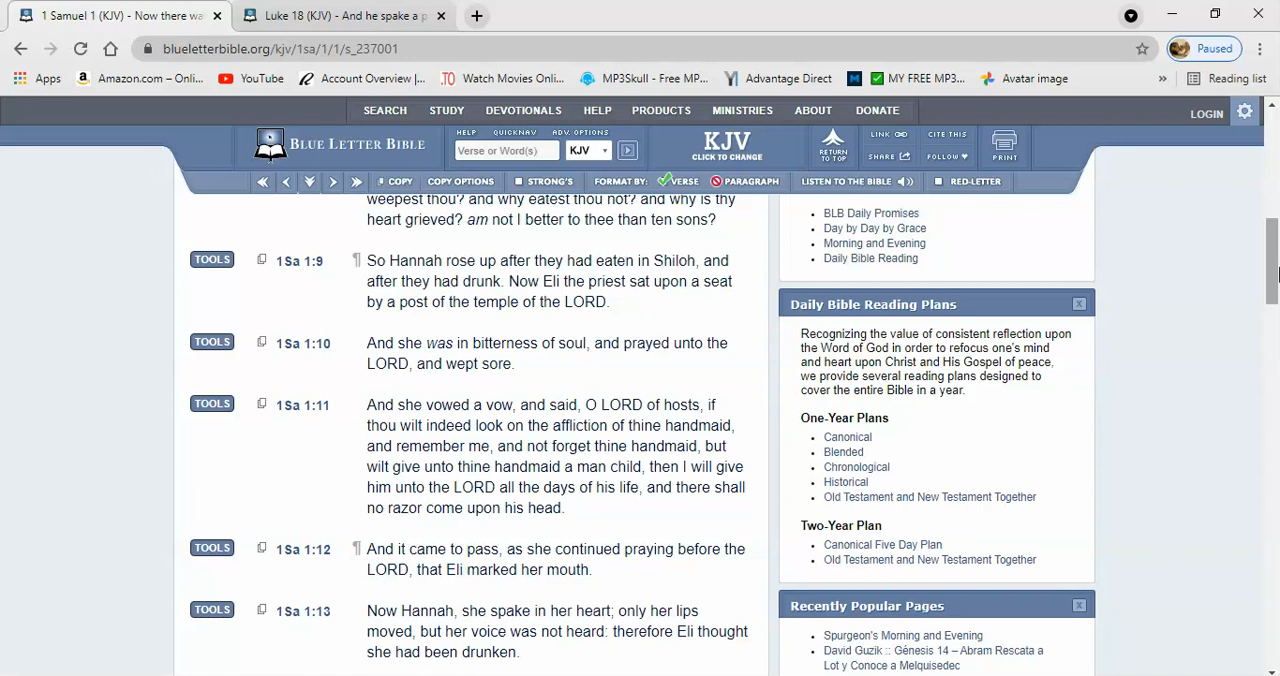 1 Samuel 1 (KJV) - Now there wa
Luke 18 (KJV) - And he spake a p
blueletterbible.org/kjv/1sa/1/1/s_237001
Paused
Apps
Amazon.com – Onli...
YouTube
Account Overview |...
Watch Movies Onli...
MP3Skull - Free MP...
Advantage Direct
MY FREE MP3...
Avatar image
»
Reading list
SEARCH
STUDY
DEVOTIONALS
HELP
PRODUCTS
MINISTRIES
ABOUT
DONATE
LOGIN
BLUE LETTER BIBLE
HELP QUICKNAV ADV. OPTIONS
Verse or Word(s)
KJV
KJV
CLICK TO CHANGE
RETURN
TO TOP
LINK
CITE THIS
SHARE
FOLLOW
PRINT
COPY
COPY OPTIONS
STRONG'S
FORMAT BY:
VERSE
PARAGRAPH
LISTEN TO THE BIBLE
RED-LETTER
weepest thou? and why eatest thou not? and why is thy
heart grieved? am not I better to thee than ten sons?
TOOLS 1Sa 1:9 ¶ So Hannah rose up after they had eaten in Shiloh, and
after they had drunk. Now Eli the priest sat upon a seat
by a post of the temple of the LORD.
TOOLS 1Sa 1:10 And she was in bitterness of soul, and prayed unto the
LORD, and wept sore.
TOOLS 1Sa 1:11 And she vowed a vow, and said, O LORD of hosts, if
thou wilt indeed look on the affliction of thine handmaid,
and remember me, and not forget thine handmaid, but
wilt give unto thine handmaid a man child, then I will give
him unto the LORD all the days of his life, and there shall
no razor come upon his head.
TOOLS 1Sa 1:12 ¶ And it came to pass, as she continued praying before the
LORD, that Eli marked her mouth.
TOOLS 1Sa 1:13 Now Hannah, she spake in her heart; only her lips
moved, but her voice was not heard: therefore Eli thought
she had been drunken.
BLB Daily Promises
Day by Day by Grace
Morning and Evening
Daily Bible Reading
Daily Bible Reading Plans
Recognizing the value of consistent reflection upon
the Word of God in order to refocus one's mind
and heart upon Christ and His Gospel of peace,
we provide several reading plans designed to
cover the entire Bible in a year.
One-Year Plans
Canonical
Blended
Chronological
Historical
Old Testament and New Testament Together
Two-Year Plan
Canonical Five Day Plan
Old Testament and New Testament Together
Recently Popular Pages
Spurgeon's Morning and Evening
David Guzik :: Génesis 14 – Abram Rescata a
Lot y Conoce a Melquisedec